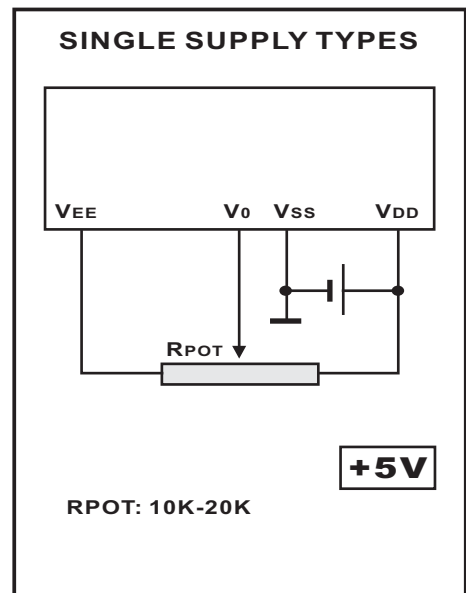 SINGLE SUPPLY TYPES
VEE V0 VSS VDD
RPOT
+5V
RPOT: 10K-20K